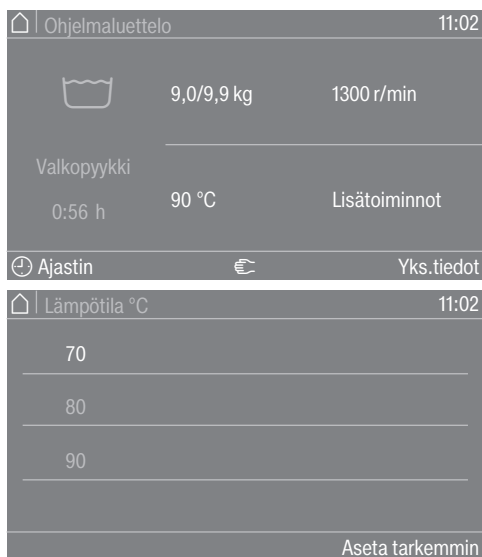 Ohjelmaluettelo 11:02
9,0/9,9 kg 1300 r/min
Valkopyykki
90 °C Lisätoiminnot
0:56 h
Ajastin Yks.tiedot
Lämpötila °C 11:02
70
80
90
Aseta tarkemmin